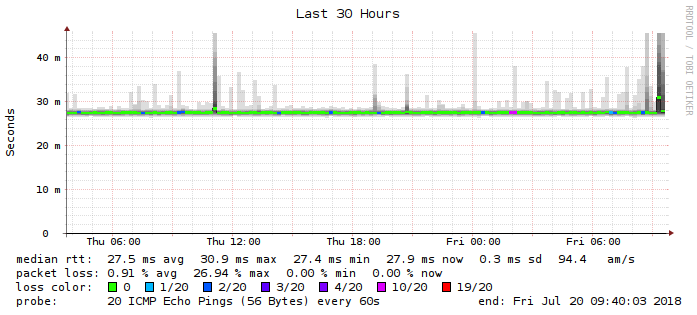 Last 30 Hours
RRDTOOL / TOBI OETIKER
Seconds
40 m
30 m
20 m
10 m
0
Thu 06:00 Thu 12:00 Thu 18:00 Fri 00:00 Fri 06:00
median rtt: 27.5 ms avg 30.9 ms max 27.4 ms min 27.9 ms now 0.3 ms sd 94.4 am/s
packet loss: 0.91 % avg 26.94 % max 0.00 % min 0.00 % now
loss color: 0 1/20 2/20 3/20 4/20 10/20 19/20
probe: 20 ICMP Echo Pings (56 Bytes) every 60s end: Fri Jul 20 09:40:03 2018